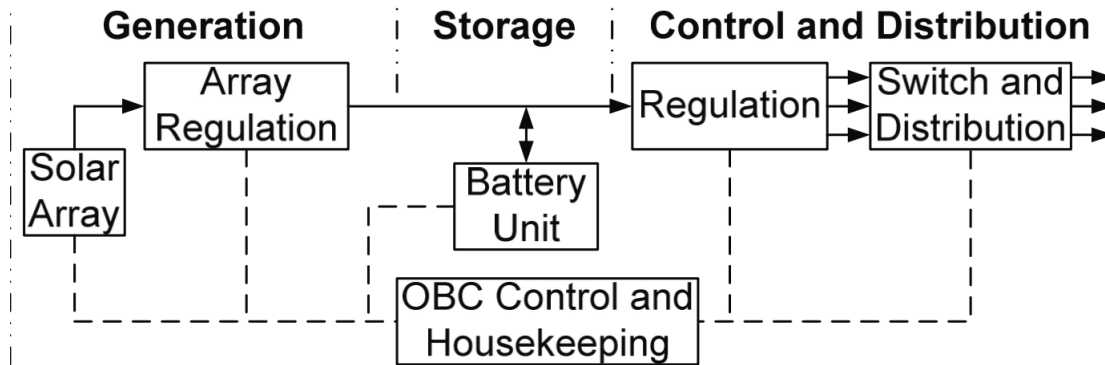 Generation
Storage
Control and Distribution
Array
Regulation
Regulation
Switch and
Distribution
Solar
Array
Battery
Unit
OBC Control and
Housekeeping